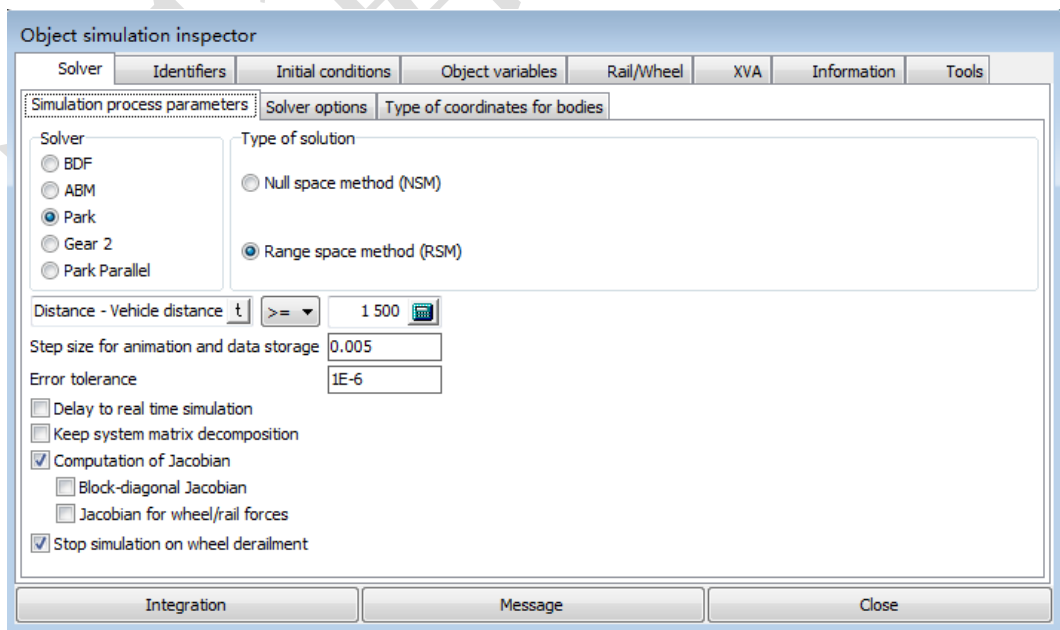 Object simulation inspector
Solver Identifiers Initial conditions Object variables Rail/Wheel XVA Information Tools
Simulation process parameters Solver options Type of coordinates for bodies
Solver Type of solution
BDF
Null space method (NSM)
ABM
Park
Gear 2
Range space method (RSM)
Park Parallel
Distance - Vehicle distance t >= 1 500
Step size for animation and data storage 0.005
Error tolerance 1E-6
Delay to real time simulation
Keep system matrix decomposition
Computation of Jacobian
Block-diagonal Jacobian
Jacobian for wheel/rail forces
Stop simulation on wheel derailment
Integration Message Close